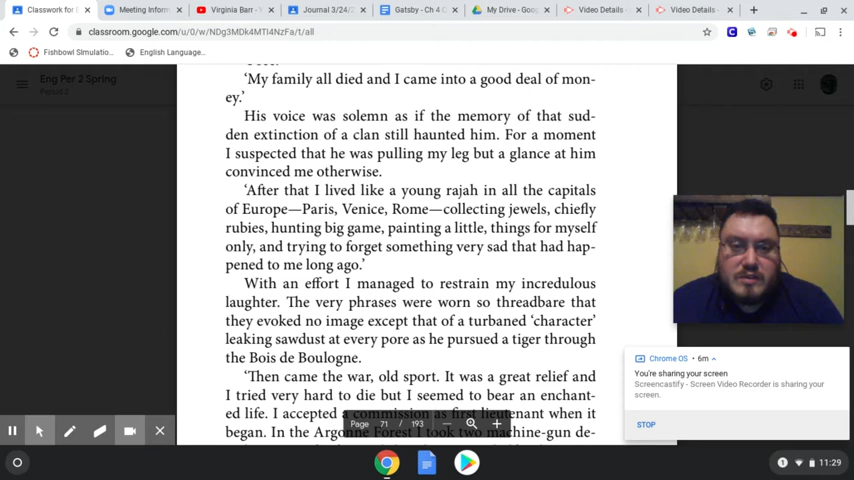 Classwork for E
Meeting Inform
Virginia Barr - 
Journal 3/24/2
Gatsby - Ch 4 C
My Drive - Goog
Video Details -
Video Details -
classroom.google.com/u/0/w/NDg3MDk4MTI4NzFa/t/all
Fishbowl SImulatio...
English Language...
Eng Per 2 Spring
Period 2
'My family all died and I came into a good deal of mon-
ey.'
His voice was solemn as if the memory of that sud-
den extinction of a clan still haunted him. For a moment
I suspected that he was pulling my leg but a glance at him
convinced me otherwise.
'After that I lived like a young rajah in all the capitals
of Europe—Paris, Venice, Rome—collecting jewels, chiefly
rubies, hunting big game, painting a little, things for myself
only, and trying to forget something very sad that had hap-
pened to me long ago.'
With an effort I managed to restrain my incredulous
laughter. The very phrases were worn so threadbare that
they evoked no image except that of a turbaned 'character'
leaking sawdust at every pore as he pursued a tiger through
the Bois de Boulogne.
'Then came the war, old sport. It was a great relief and
I tried very hard to die but I seemed to bear an enchant-
ed life. I accepted a commission as first lieutenant when it
began. In the Argonne Forest I took two machine-gun de-
Page 71 / 193
Chrome OS • 6m
You're sharing your screen
Screencastify - Screen Video Recorder is sharing your
screen.
STOP
1
11:29